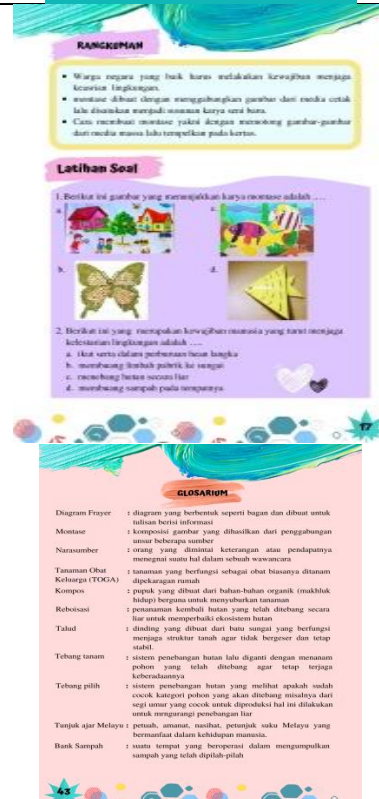 RANGKUMAN
• Warga negara yang baik harus melakukan kewajiban menjaga
keasrian lingkungan.
• montase dibuat dengan menggabungkan gambar dari media cetak
lalu disatukan menjadi susunan karya seni baru.
• Cara membuat montase yakni dengan memotong gambar-gambar
dari media massa lalu tempelkan pada kertas.
Latihan Soal
1. Berikut ini gambar yang menunjukkan karya montase adalah ....
a.
c.
b.
d.
2. Berikut ini yang merupakan kewajiban manusia yang turut menjaga
kelestarian lingkungan adalah ....
a. ikut serta dalam perburuan hean langka
b. membuang limbah pabrik ke sungai
c. menebang hutan secara liar
d. membuang sampah pada tempatnya
17
GLOSARIUM
Diagram Frayer : diagram yang berbentuk seperti bagan dan dibuat untuk
tulisan berisi informasi
Montase : komposisi gambar yang dihasilkan dari penggabungan
unsur beberapa sumber
Narasumber : orang yang dimintai keterangan atau pendapatnya
mengnai suatu hal dalam sebuah wawancara
Tanaman Obat : tanaman yang berfungsi sebagai obat biasanya ditanam
Keluarga (TOGA) dipekaragan rumah
Kompos : pupuk yang dibuat dari bahan-bahan organik (makhluk
hidup) berguna untuk menyuburkan tanaman
Reboisasi : penanaman kembali hutan yang telah ditebang secara
liar untuk memperbaiki ekosistem hutan
Talud : dinding yang dibuat dari batu sungai yang berfungsi
menjaga struktur tanah agar tidak bergeser dan tetap
stabil.
Tebang tanam : sistem penebangan hutan lalu diganti dengan menanam
pohon yang telah ditebang agar tetap terjaga
keberadaannya
Tebang pilih : sistem penebangan hutan yang melihat apakah sudah
cocok kategori pohon yang akan ditebang misalnya dari
segi umur yang cocok untuk diproduksi hal ini dilakukan
untuk mengurangi penebangan liar
Tunjuk ajar Melayu : petuah, amanat, nasihat, petunjuk suku Melayu yang
bermanfaat dalam kehidupan manusia.
Bank Sampah : suatu tempat yang beroperasi dalam mengumpulkan
sampah yang telah dipilah-pilah
43